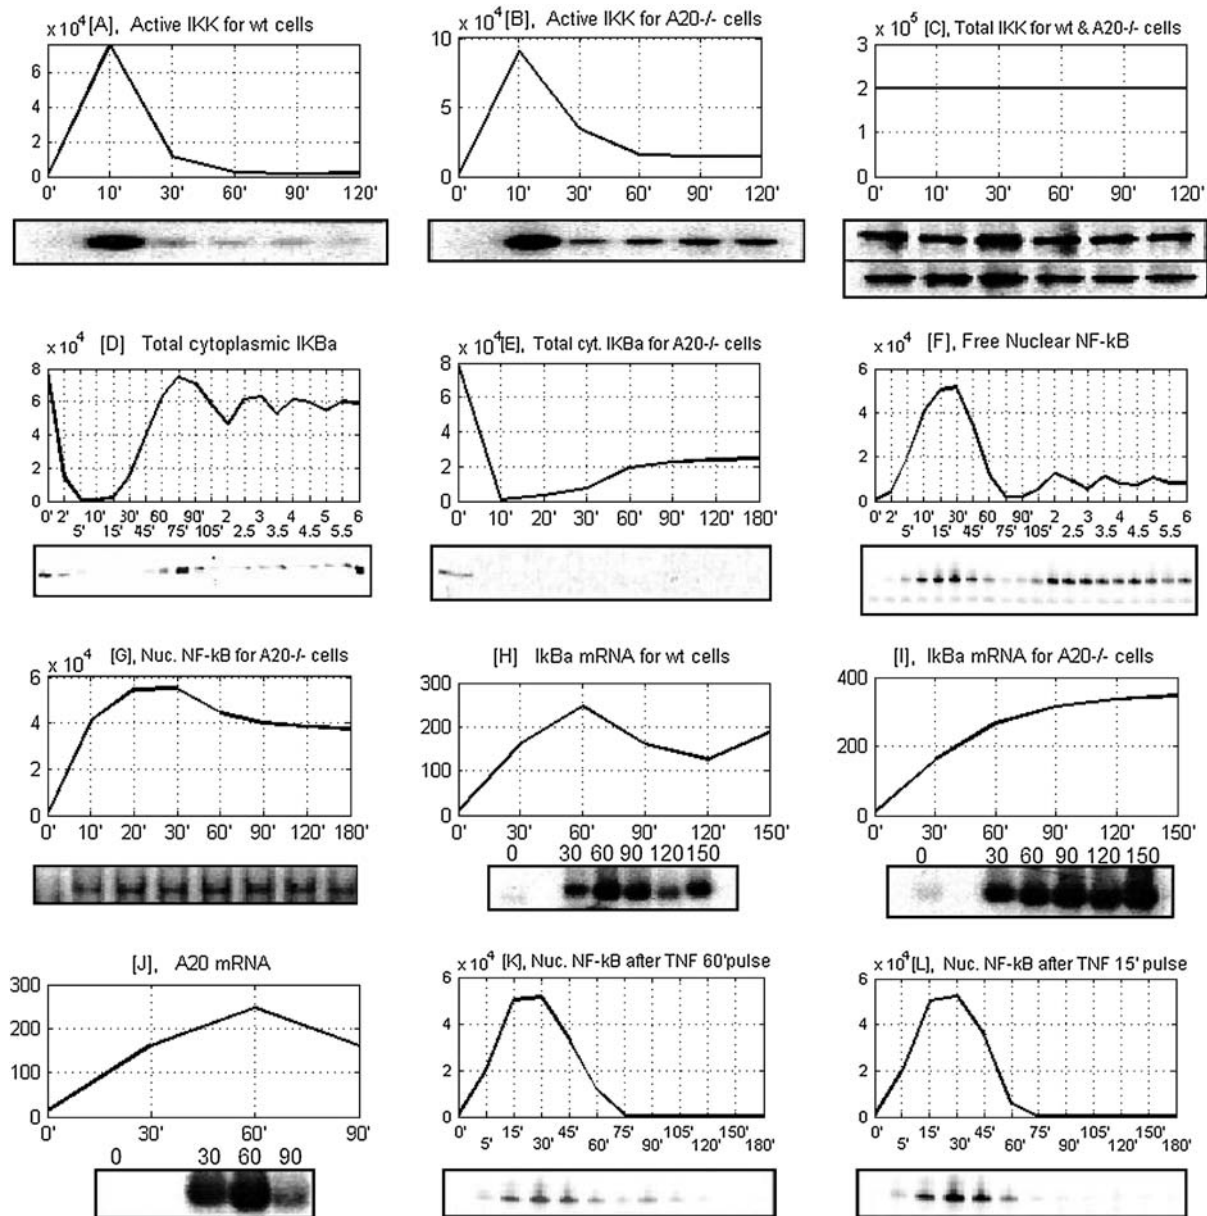 x 10^4 [A], Active IKK for wt cells
6
4
2
0
0' 10' 30' 60' 90' 120'
x 10^4 [B], Active IKK for A20-/- cells
10
5
0
0' 10' 30' 60' 90' 120'
x 10^5 [C], Total IKK for wt & A20-/- cells
3
2
1
0
0' 10' 30' 60' 90' 120'
x 10^4 [D] Total cytoplasmic IKBa
8
6
4
2
0
0' 2' 10' 30' 60 90' 2 3 4 5 6
5' 15' 45' 75' 105' 2.5 3.5 4.5 5.5
x 10^4 [E], Total cyt. IKBa for A20-/- cells
8
6
4
2
0
0' 10' 20' 30' 60' 90' 120' 180'
x 10^4 [F], Free Nuclear NF-kB
6
4
2
0
0' 2' 10' 30' 60 90' 2 3 4 5 6
5' 15' 45' 75' 105' 2.5 3.5 4.5 5.5
x 10^4 [G], Nuc. NF-kB for A20-/- cells
6
4
2
0
0' 10' 20' 30' 60' 90' 120' 180'
[H] IkBa mRNA for wt cells
300
200
100
0
0' 30' 60' 90' 120' 150'
0 30 60 90 120 150
[I], IkBa mRNA for A20-/- cells
400
200
0
0' 30' 60' 90' 120' 150'
0 30 60 90 120 150
[J], A20 mRNA
300
200
100
0
0' 30' 60' 90'
0 30 60 90
x 10^4 [K], Nuc. NF-kB after TNF 60'pulse
6
4
2
0
0' 15' 30' 45' 75' 105' 150'
5' 30' 60' 90' 120' 180'
x 10^4 [L], Nuc. NF-kB after TNF 15' pulse
6
4
2
0
0' 15' 45' 75' 105' 150'
5' 30' 60' 90' 120' 180'